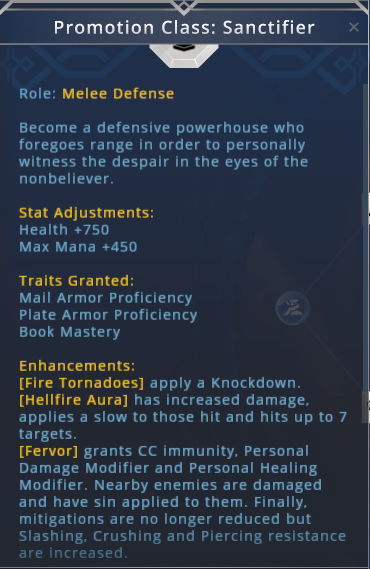 Promotion Class: Sanctifier
Role: Melee Defense
Become a defensive powerhouse who
foregoes range in order to personally
witness the despair in the eyes of the
nonbeliever.
Stat Adjustments:
Health +750
Max Mana +450
Traits Granted:
Mail Armor Proficiency
Plate Armor Proficiency
Book Mastery
Enhancements:
[Fire Tornadoes] apply a Knockdown.
[Hellfire Aura] has increased damage,
applies a slow to those hit and hits up to 7
targets.
[Fervor] grants CC immunity, Personal
Damage Modifier and Personal Healing
Modifier. Nearby enemies are damaged
and have sin applied to them. Finally,
mitigations are no longer reduced but
Slashing, Crushing and Piercing resistance
are increased.